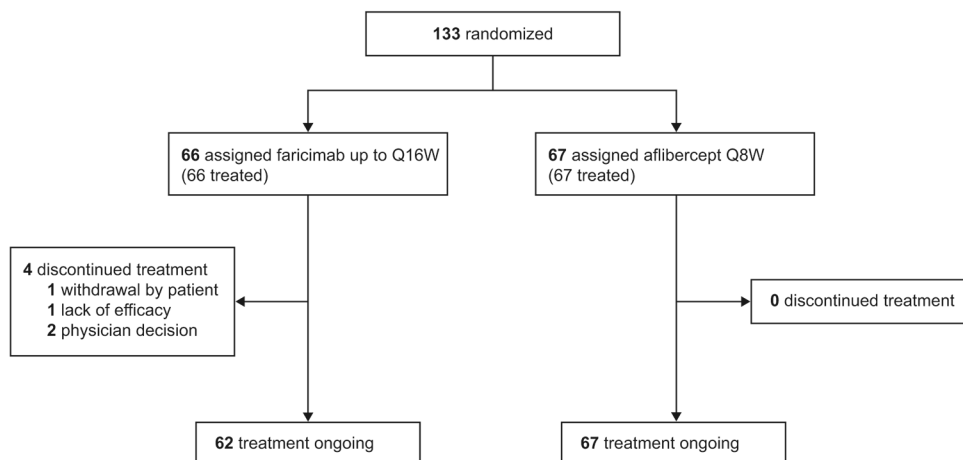 133 randomized
66 assigned faricimab up to Q16W
(66 treated)
67 assigned aflibercept Q8W
(67 treated)
4 discontinued treatment
1 withdrawal by patient
1 lack of efficacy
2 physician decision
0 discontinued treatment
62 treatment ongoing
67 treatment ongoing